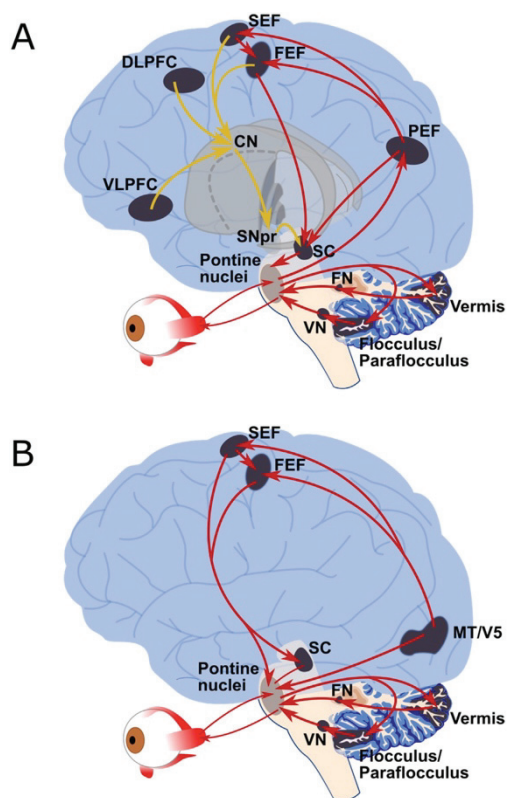 A
SEF
FEF
DLPFC
CN
PEF
VLPFC
SNpr
SC
Pontine
nuclei
FN
Vermis
VN
Flocculus/
Paraflocculus
B
SEF
FEF
MT/V5
SC
Pontine
nuclei
FN
Vermis
VN
Flocculus/
Paraflocculus